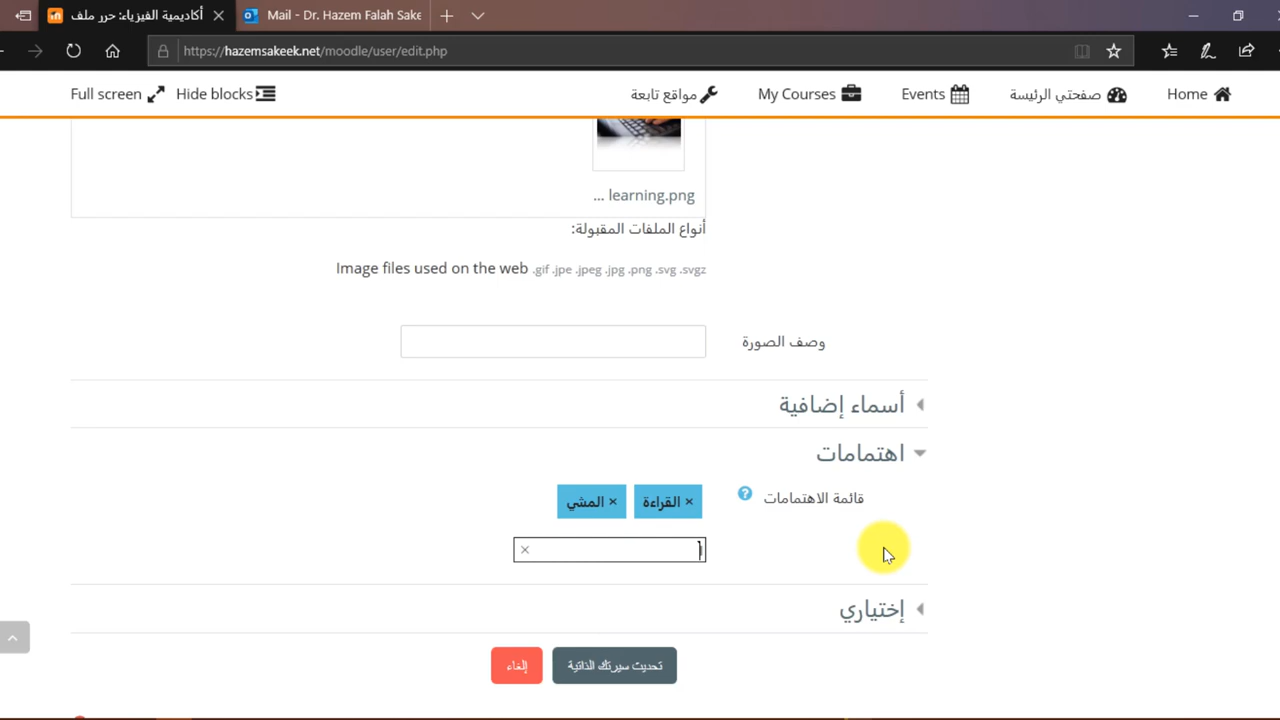 أكاديمية الفيزياء: حرر ملف
Mail - Dr. Hazem Falah Sake
https://hazemsakeek.net/moodle/user/edit.php
Full screen
Hide blocks
مواقع تابعة
My Courses
Events
صفحتي الرئيسة
Home
... learning.png
أنواع الملفات المقبولة:
Image files used on the web .gif .jpe .jpeg .jpg .png .svg .svgz
وصف الصورة
أسماء إضافية
اهتمامات
قائمة الاهتمامات
× القراءة
× المشي
إختياري
تحديث سيرتك الذاتية
إلغاء